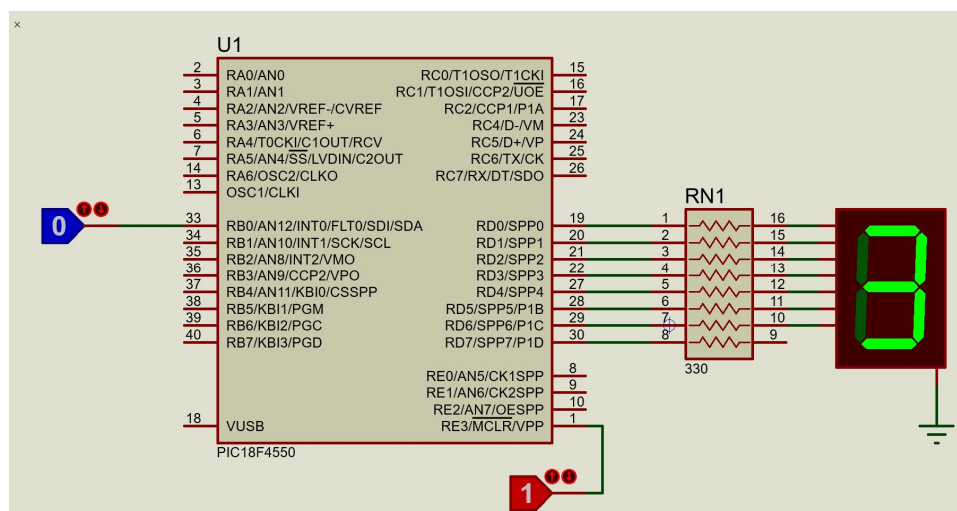 ×
U1
2 RA0/AN0 RC0/T1OSO/T1CKI 15
3 RA1/AN1 RC1/T1OSI/CCP2/UOE 16
4 RA2/AN2/VREF-/CVREF RC2/CCP1/P1A 17
5 RA3/AN3/VREF+ RC4/D-/VM 23
6 RA4/T0CKI/C1OUT/RCV RC5/D+/VP 24
7 RA5/AN4/SS/LVDIN/C2OUT RC6/TX/CK 25
14 RA6/OSC2/CLKO RC7/RX/DT/SDO 26
13 OSC1/CLKI
RN1
0 33 RB0/AN12/INT0/FLT0/SDI/SDA RD0/SPP0 19 1 16
34 RB1/AN10/INT1/SCK/SCL RD1/SPP1 20 2 15
35 RB2/AN8/INT2/VMO RD2/SPP2 21 3 14
36 RB3/AN9/CCP2/VPO RD3/SPP3 22 4 13
37 RB4/AN11/KBI0/CSSPP RD4/SPP4 27 5 12
38 RB5/KBI1/PGM RD5/SPP5/P1B 28 6 11
39 RB6/KBI2/PGC RD6/SPP6/P1C 29 7 10
40 RB7/KBI3/PGD RD7/SPP7/P1D 30 8 9
3
330
RE0/AN5/CK1SPP 8
RE1/AN6/CK2SPP 9
RE2/AN7/OESPP 10
18 VUSB RE3/MCLR/VPP 1
PIC18F4550
1